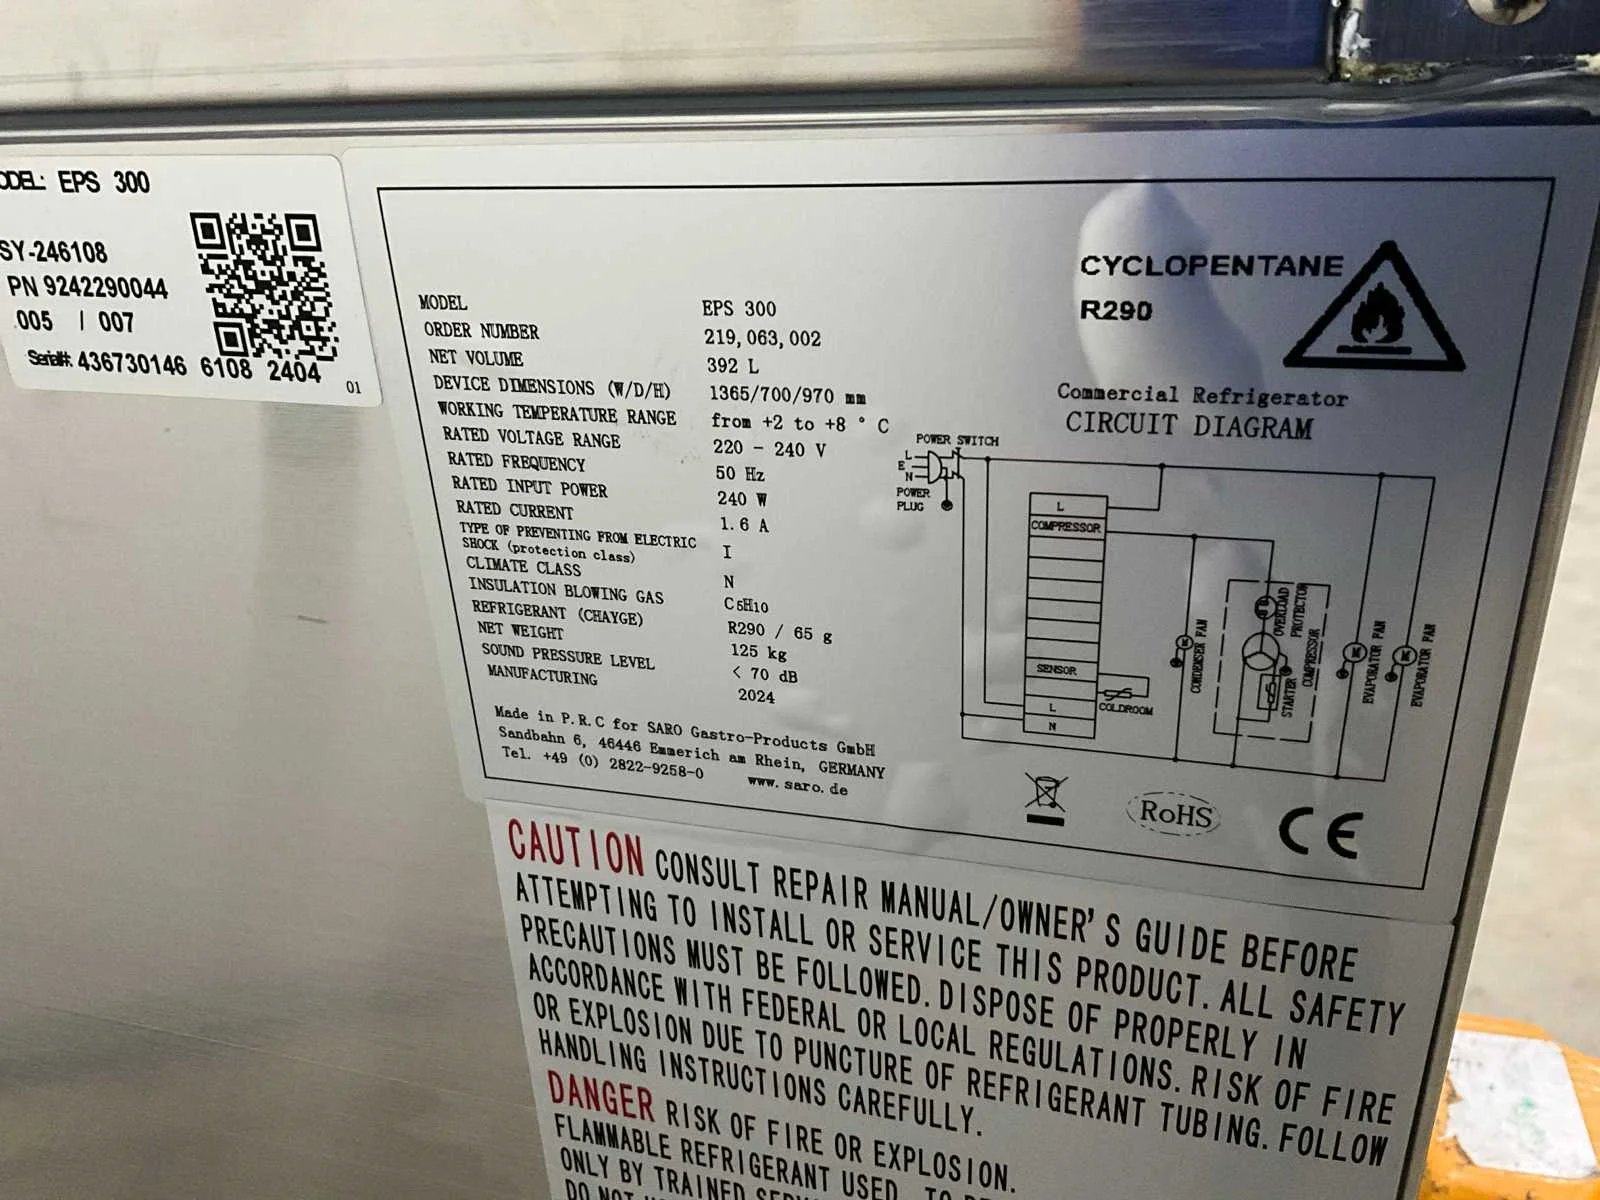 ODEL: EPS 300
SY-246108
PN 9242290044
005 / 007
Serial#: 436730146 6108 2404
01
CYCLOPENTANE
R290
MODEL EPS 300
ORDER NUMBER 219,063,002
NET VOLUME 392 L
DEVICE DIMENSIONS (W/D/H) 1365/700/970 mm
WORKING TEMPERATURE RANGE from +2 to +8 ° C
RATED VOLTAGE RANGE 220 - 240 V
RATED FREQUENCY 50 Hz
RATED INPUT POWER 240 W
RATED CURRENT 1.6 A
TYPE OF PREVENTING FROM ELECTRIC
SHOCK (protection class) I
CLIMATE CLASS N
INSULATION BLOWING GAS C5H10
REFRIGERANT (CHAYGE) R290 / 65 g
NET WEIGHT 125 kg
SOUND PRESSURE LEVEL < 70 dB
MANUFACTURING 2024
Made in P.R.C for SARO Gastro-Products GmbH
Sandbahn 6, 46446 Emmerich am Rhein, GERMANY
Tel. +49 (0) 2822-9258-0 www.saro.de
Commercial Refrigerator
CIRCUIT DIAGRAM
POWER SWITCH
L
E
N
POWER
PLUG
L
COMPRESSOR
SENSOR
L
N
COLDROOM
CONDENSER FAN
OVERLOAD
PROTECTOR
COMPRESSOR
STARTER
EVAPORATOR FAN
EVAPORATOR FAN
RoHS
CE
CAUTION CONSULT REPAIR MANUAL/OWNER'S GUIDE BEFORE
ATTEMPTING TO INSTALL OR SERVICE THIS PRODUCT. ALL SAFETY
PRECAUTIONS MUST BE FOLLOWED. DISPOSE OF PROPERLY IN
ACCORDANCE WITH FEDERAL OR LOCAL REGULATIONS. RISK OF FIRE
OR EXPLOSION DUE TO PUNCTURE OF REFRIGERANT TUBING. FOLLOW
HANDLING INSTRUCTIONS CAREFULLY.
DANGER RISK OF FIRE OR EXPLOSION.
FLAMMABLE REFRIGERANT USED. TO
ONLY BY TRAINED
DO NOT